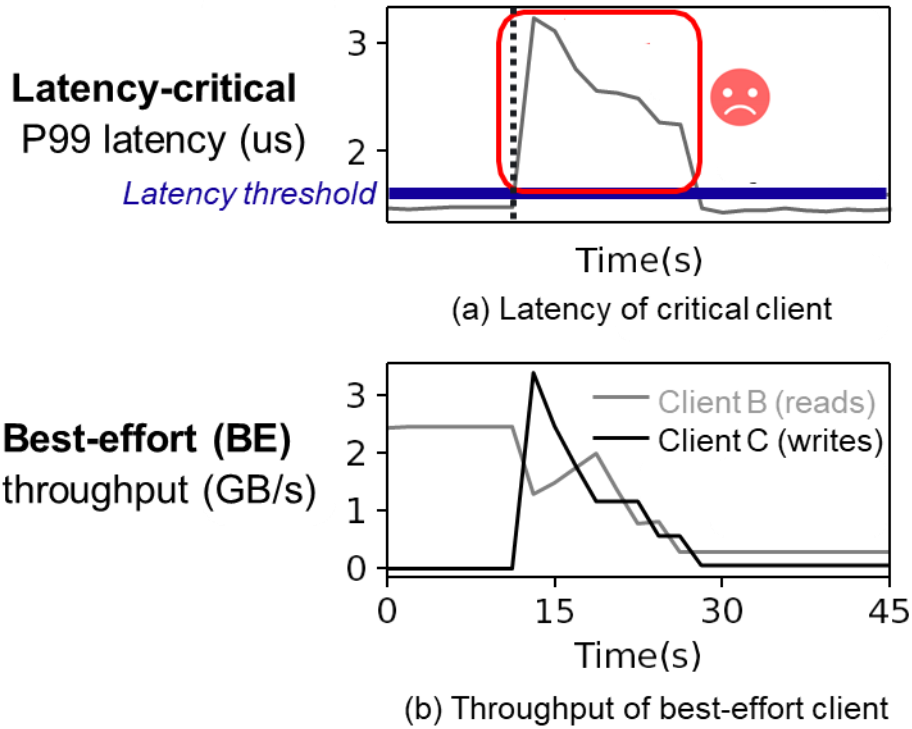 3
Latency-critical
P99 latency (us)
2
Latency threshold
Time(s)
(a) Latency of critical client
3
Client B (reads)
Best-effort (BE)
Client C (writes)
2
throughput (GB/s)
1
0
0 15 30 45
Time(s)
(b) Throughput of best-effort client